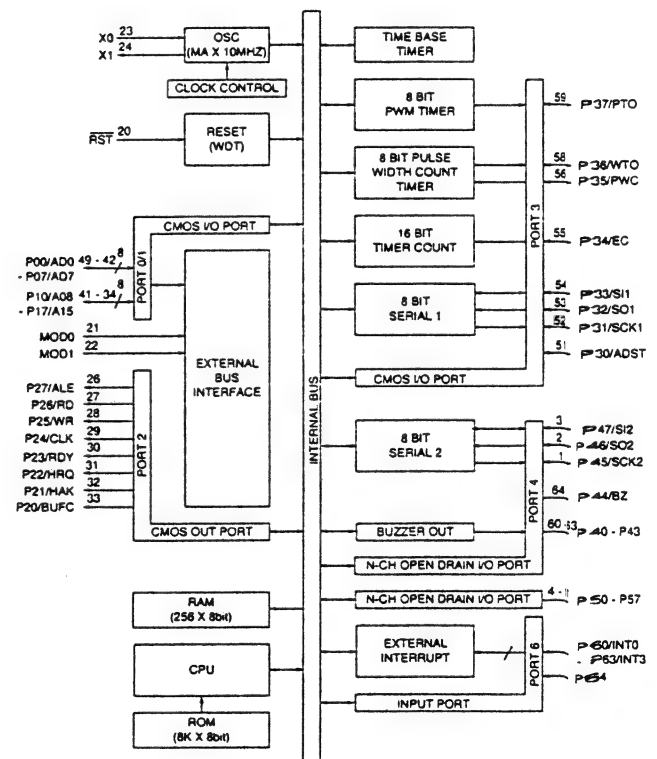 X0 23
X1 24
OSC
(MA X 10MHZ)
CLOCK CONTROL
RST 20
RESET
(WDT)
CMOS I/O PORT
PORT 0/1
P00/AD0 49 - 42 8
- P07/AD7
P10/A08 41 - 34 8
- P17/A15
MOD0 21
MOD1 22
EXTERNAL
BUS
INTERFACE
P27/ALE 26
P26/RD 27
P25/WR 28
P24/CLK 29
P23/RDY 30
P22/HRQ 31
P21/HAK 32
P20/BUFC 33
PORT 2
CMOS OUT PORT
RAM
(256 X 8bit)
CPU
ROM
(8K X 8bit)
INTERNAL BUS
TIME BASE
TIMER
8 BIT
PWM TIMER
8 BIT PULSE
WIDTH COUNT
TIMER
16 BIT
TIMER COUNT
8 BIT
SERIAL 1
CMOS I/O PORT
PORT 3
59 P37/PTO
58 P36/WTO
56 P35/PWC
55 P34/EC
54 P33/SI1
53 P32/SO1
52 P31/SCK1
51 P30/ADST
8 BIT
SERIAL 2
BUZZER OUT
N-CH OPEN DRAIN I/O PORT
PORT 4
3 P47/SI2
2 P46/SO2
1 P45/SCK2
64 P44/BZ
60 - 63 P40 - P43
N-CH OPEN DRAIN I/O PORT
4 - P50 - P57
EXTERNAL
INTERRUPT
INPUT PORT
PORT 6
P60/INT0
- P63/INT3
P64